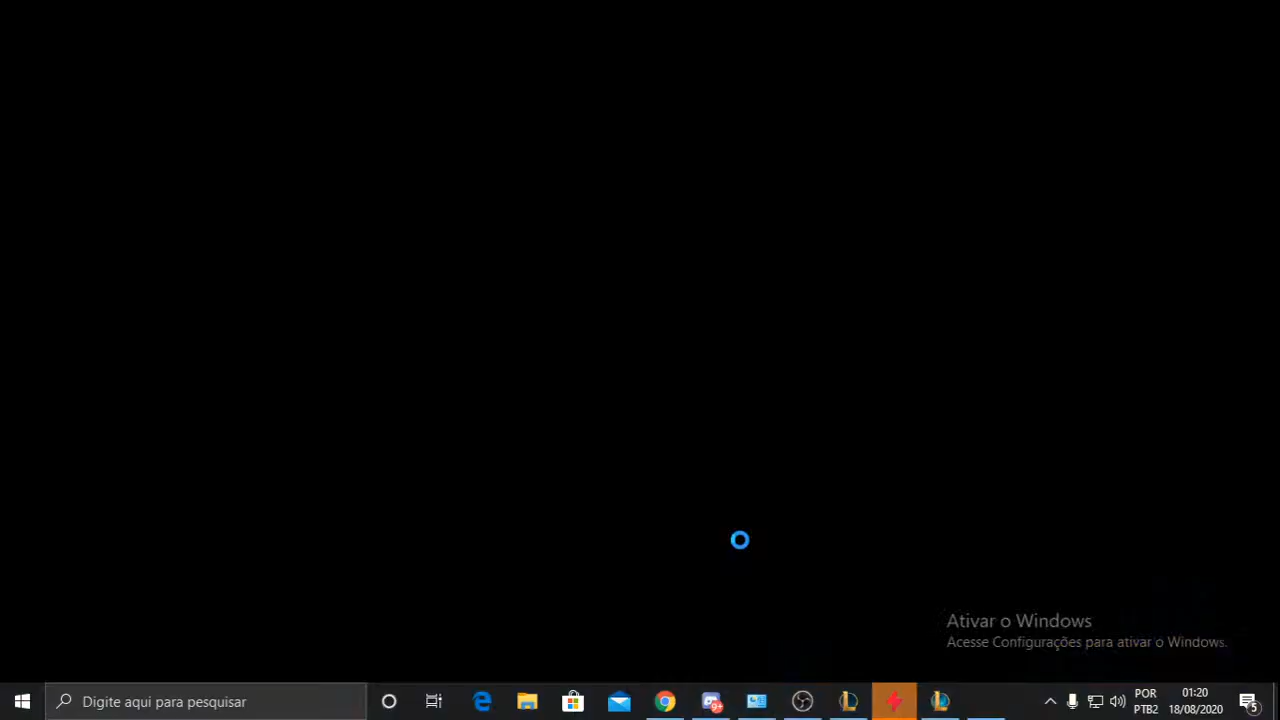 Ativar o Windows
Acesse Configurações para ativar o Windows.
Digite aqui para pesquisar
9+
POR
PTB2
01:20
18/08/2020
5